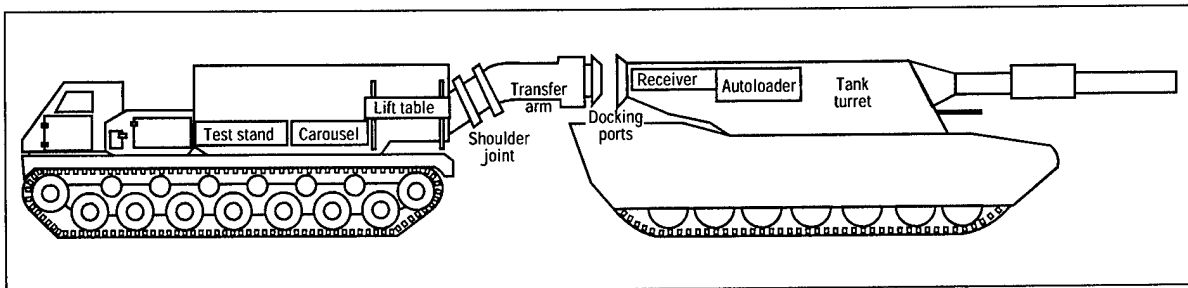 Test stand
Carousel
Lift table
Shoulder
joint
Transfer
arm
Docking
ports
Receiver
Autoloader
Tank
turret